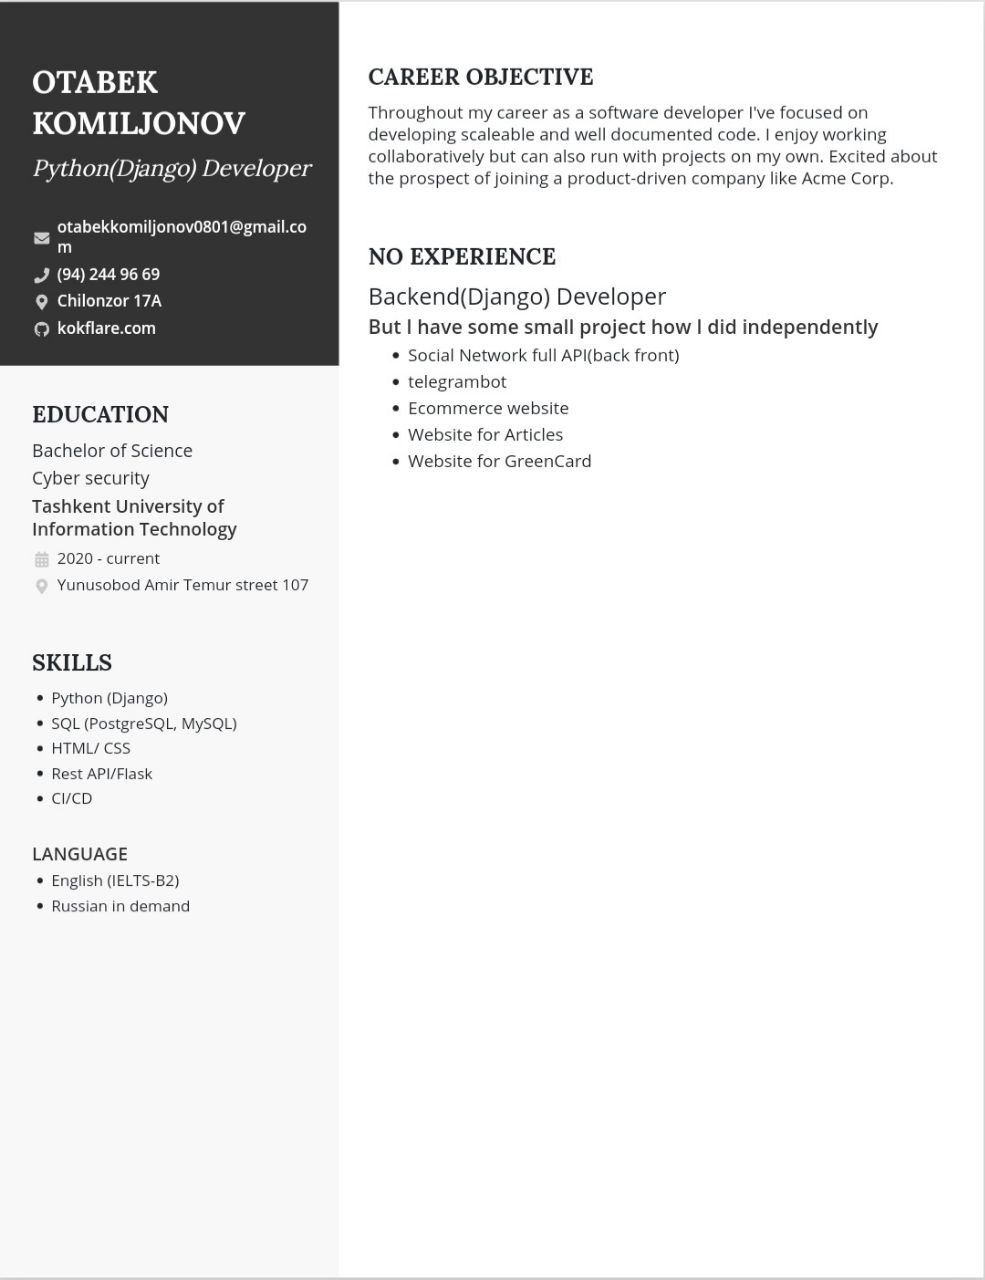 OTABEK
KOMILJONOV
Python(Django) Developer
otabekkomiljonov0801@gmail.co
m
(94) 244 96 69
Chilonzor 17A
kokflare.com
EDUCATION
Bachelor of Science
Cyber security
Tashkent University of
Information Technology
2020 - current
Yunusobod Amir Temur street 107
SKILLS
• Python (Django)
• SQL (PostgreSQL, MySQL)
• HTML/ CSS
• Rest API/Flask
• CI/CD
LANGUAGE
• English (IELTS-B2)
• Russian in demand
CAREER OBJECTIVE
Throughout my career as a software developer I've focused on
developing scaleable and well documented code. I enjoy working
collaboratively but can also run with projects on my own. Excited about
the prospect of joining a product-driven company like Acme Corp.
NO EXPERIENCE
Backend(Django) Developer
But I have some small project how I did independently
• Social Network full API(back front)
• telegrambot
• Ecommerce website
• Website for Articles
• Website for GreenCard